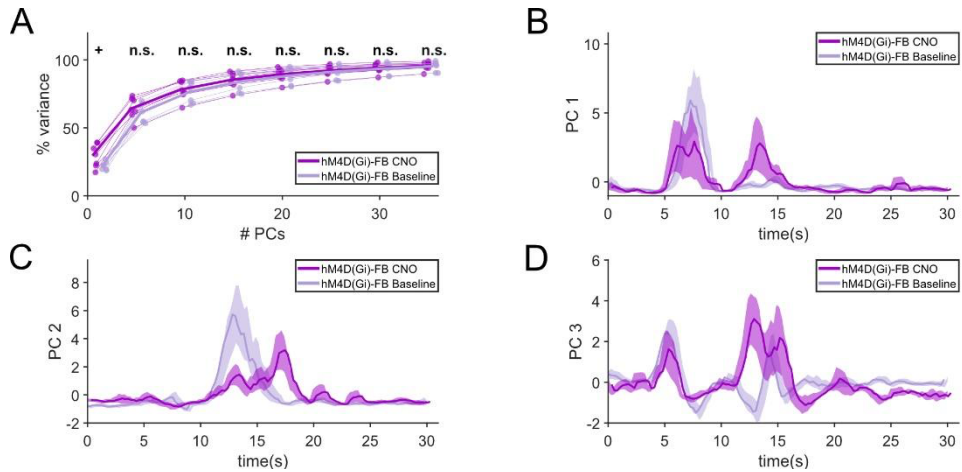 A
+ n.s. n.s. n.s. n.s. n.s. n.s. n.s.
100
50
0
% variance
hM4D(Gi)-FB CNO
hM4D(Gi)-FB Baseline
0 10 20 30
# PCs
B
10
5
0
PC 1
hM4D(Gi)-FB CNO
hM4D(Gi)-FB Baseline
0 5 10 15 20 25 30
time(s)
C
8
6
4
2
0
-2
PC 2
hM4D(Gi)-FB CNO
hM4D(Gi)-FB Baseline
0 5 10 15 20 25 30
time(s)
D
6
4
2
0
-2
PC 3
hM4D(Gi)-FB CNO
hM4D(Gi)-FB Baseline
0 5 10 15 20 25 30
time(s)